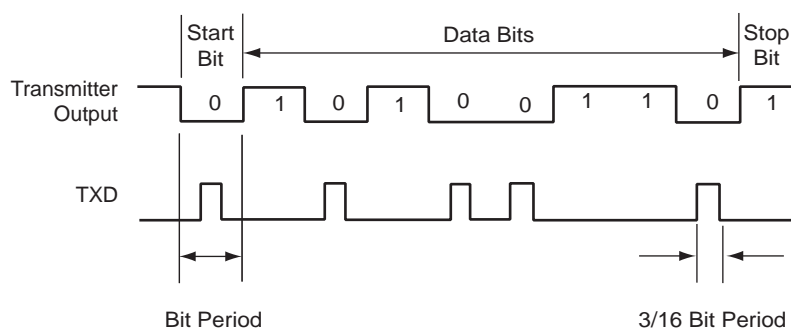 Start
Bit
Data Bits
Stop
Bit
Transmitter
Output
0 1 0 1 0 0 1 1 0 1
TXD
Bit Period
3/16 Bit Period